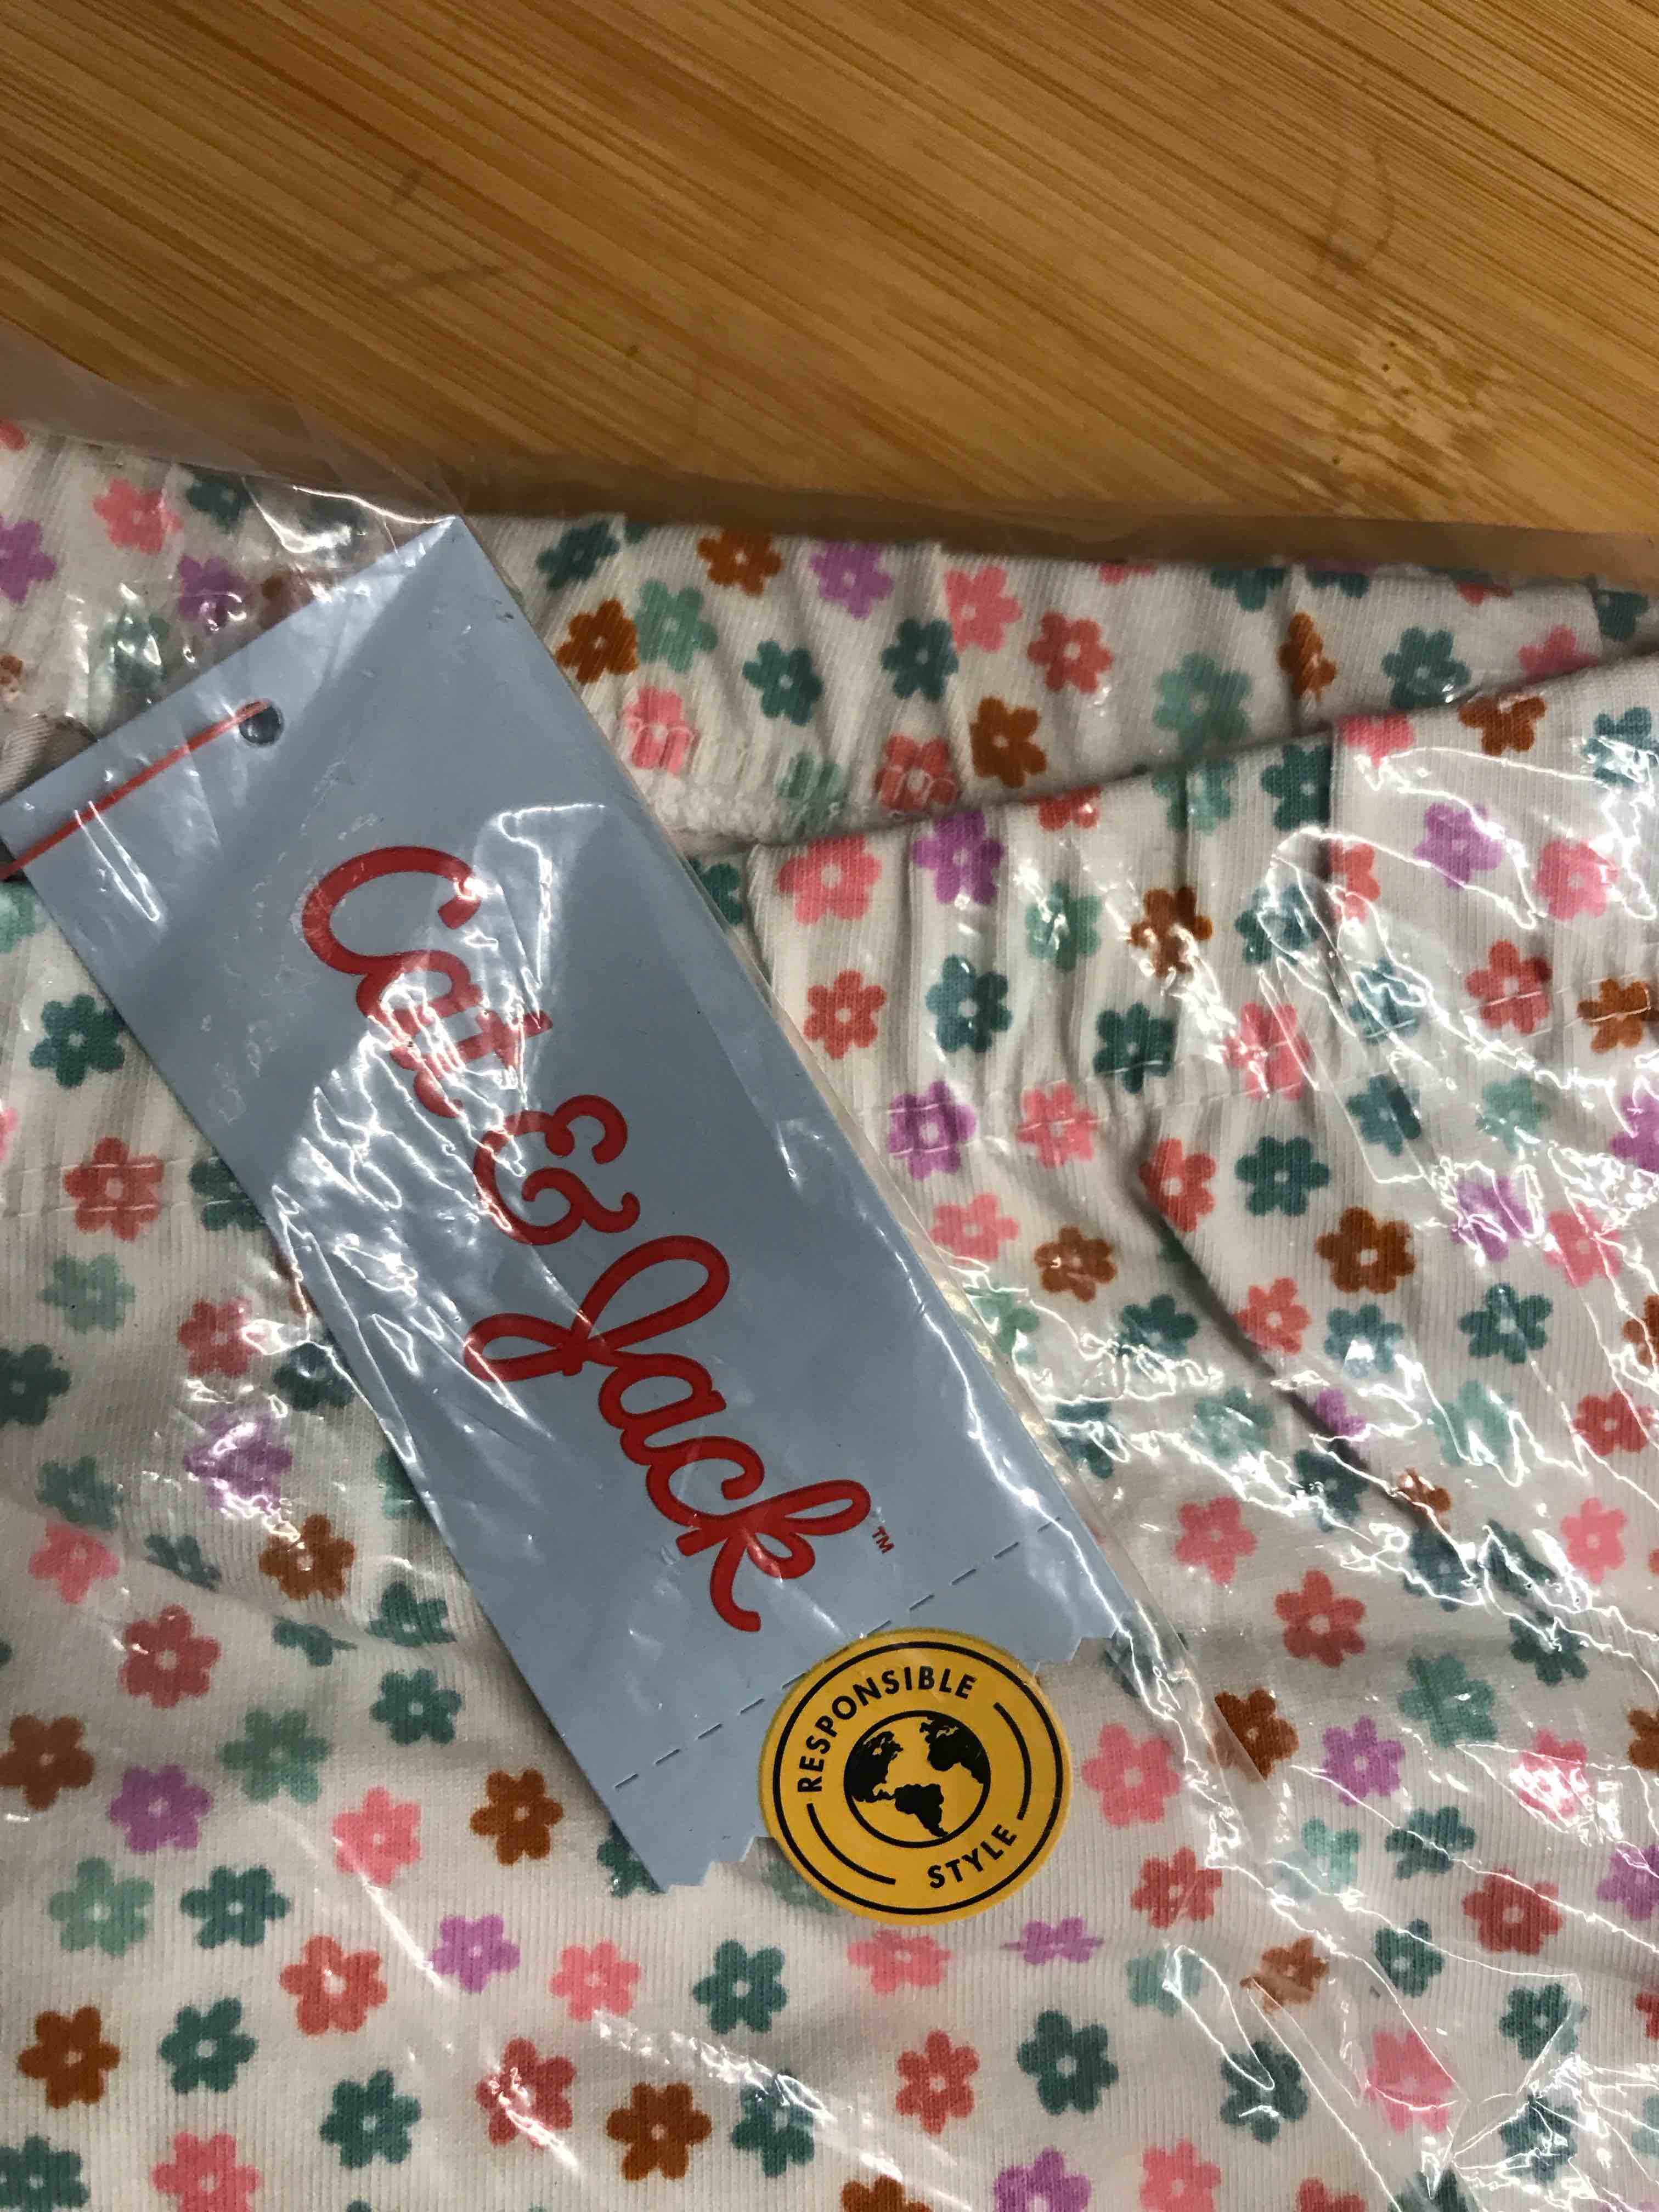 Cat & Jack™
RESPONSIBLE
STYLE